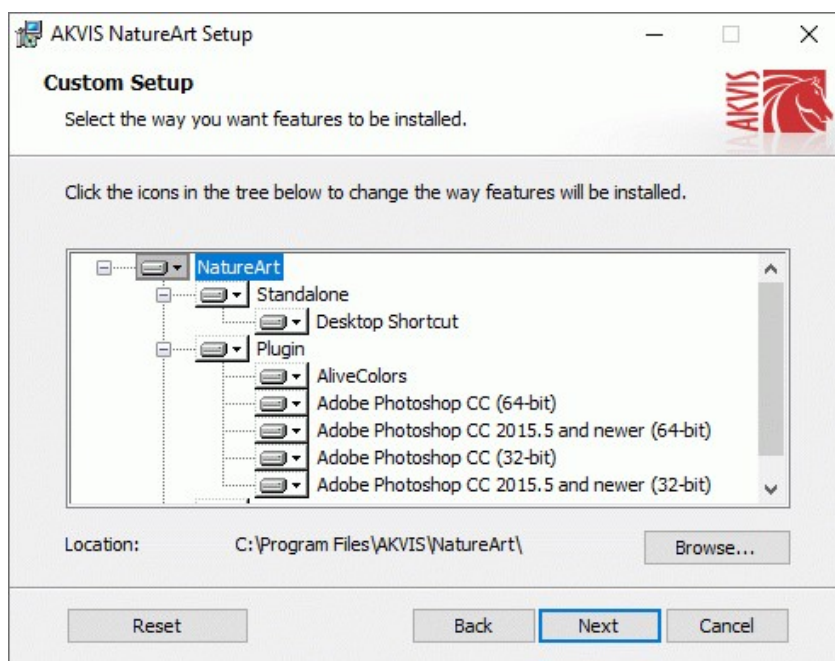 AKVIS NatureArt Setup
Custom Setup
Select the way you want features to be installed.
AKVIS
Click the icons in the tree below to change the way features will be installed.
NatureArt
Standalone
Desktop Shortcut
Plugin
AliveColors
Adobe Photoshop CC (64-bit)
Adobe Photoshop CC 2015.5 and newer (64-bit)
Adobe Photoshop CC (32-bit)
Adobe Photoshop CC 2015.5 and newer (32-bit)
Location: C:\Program Files\AKVIS\NatureArt\ Browse...
Reset Back Next Cancel